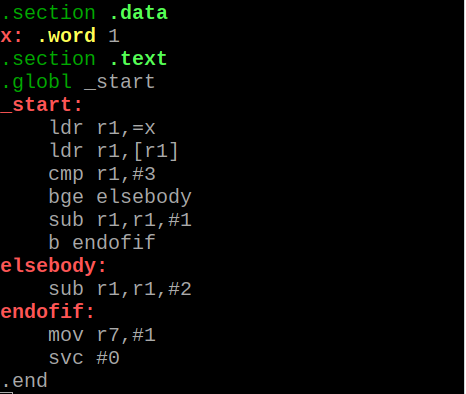 .section .data
x: .word 1
.section .text
.globl _start
_start:
    ldr r1,=x
    ldr r1,[r1]
    cmp r1,#3
    bge elsebody
    sub r1,r1,#1
    b endofif
elsebody:
    sub r1,r1,#2
endofif:
    mov r7,#1
    svc #0
.end